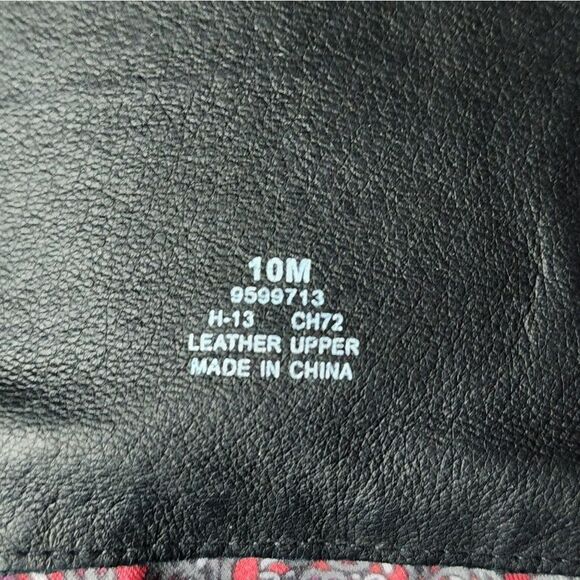 10M
9599713
H-13 CH72
LEATHER UPPER
MADE IN CHINA